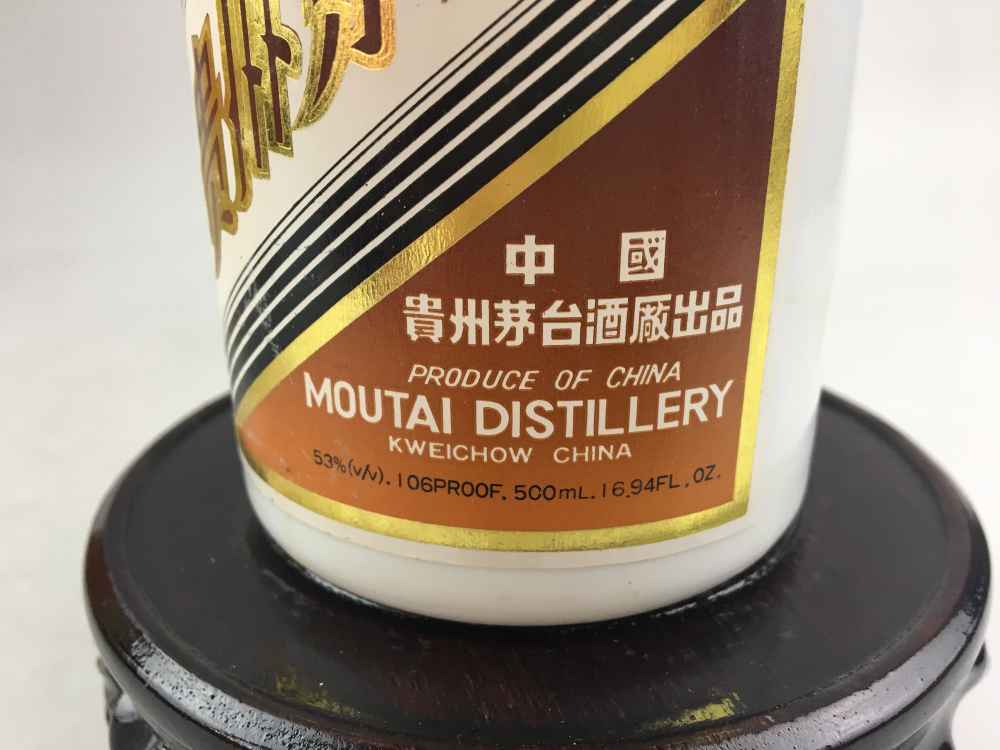 中國
貴州茅台酒厰出品
PRODUCE OF CHINA
MOUTAI DISTILLERY
KWEICHOW CHINA
53%(v/v). 106PROOF. 500mL. 16.94FL. OZ.